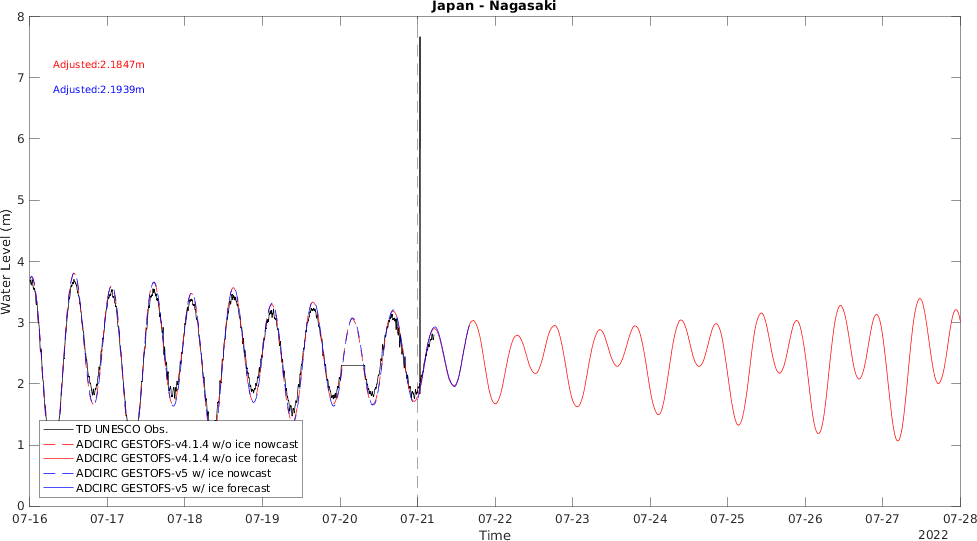 Japan - Nagasaki
8
Adjusted:2.1847m
7
Adjusted:2.1939m
6
5
4
3
2
1
0
Water Level (m)
TD UNESCO Obs.
ADCIRC GESTOFS-v4.1.4 w/o ice nowcast
ADCIRC GESTOFS-v4.1.4 w/o ice forecast
ADCIRC GESTOFS-v5 w/ ice nowcast
ADCIRC GESTOFS-v5 w/ ice forecast
07-16 07-17 07-18 07-19 07-20 07-21 07-22 07-23 07-24 07-25 07-26 07-27 07-28
Time
2022